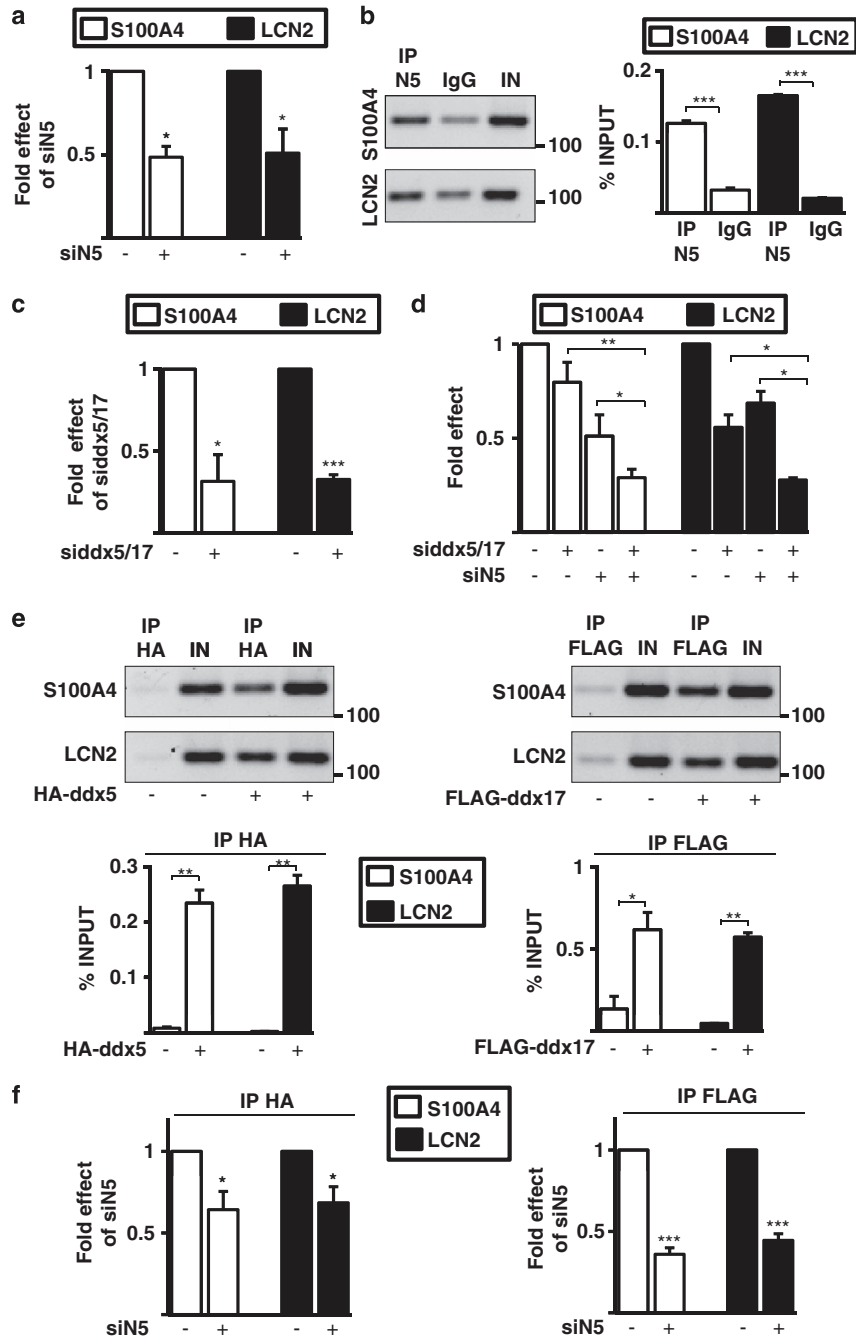 a
S100A4 LCN2
Fold effect
of siN5
1
0.5
* *
siN5 - + - +
b
IP
N5 IgG IN
S100A4
100
LCN2
100
S100A4 LCN2
% INPUT
0.2
0.1
*** ***
IP
N5 IgG IP
N5 IgG
c
S100A4 LCN2
Fold effect
of siddx5/17
1
0.5
* ***
siddx5/17 - + - +
d
S100A4 LCN2
Fold effect
1
0.5
0
** *
* *
siddx5/17 - + - + - + - +
siN5 - - + + - - + +
e
IP
HA IN IP
HA IN
S100A4
100
LCN2
100
HA-ddx5 - - + +
IP
FLAG IN IP
FLAG IN
S100A4
100
LCN2
100
FLAG-ddx17 - - + +
IP HA
% INPUT
0.3
0.2
0.1
** **
HA-ddx5 - + - +
S100A4
LCN2
IP FLAG
% INPUT
1
0.5
* **
FLAG-ddx17 - + - +
f
IP HA
Fold effect
of siN5
1
0.5
* *
siN5 - + - +
S100A4
LCN2
IP FLAG
Fold effect
of siN5
1
0.5
*** ***
siN5 - + - +